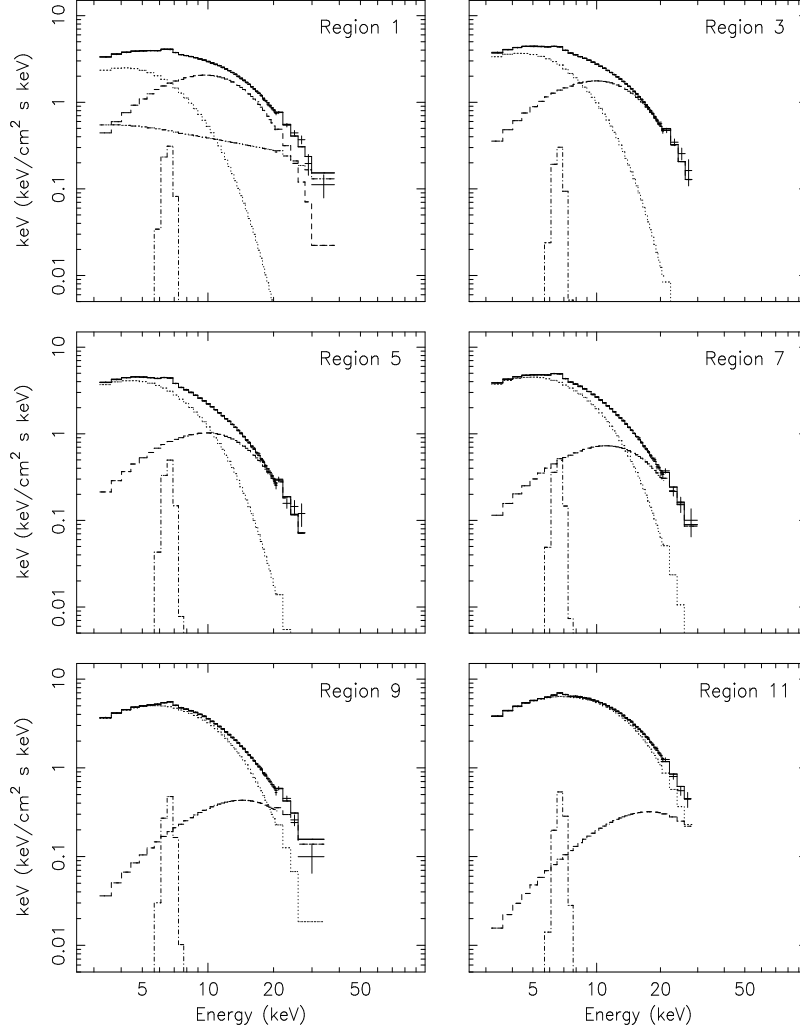 Region 1
Region 3
10
1
0.1
0.01
keV (keV/cm² s keV)
Region 5
Region 7
10
1
0.1
0.01
keV (keV/cm² s keV)
Region 9
Region 11
10
1
0.1
0.01
keV (keV/cm² s keV)
5 10 20 50
5 10 20 50
Energy (keV)
Energy (keV)